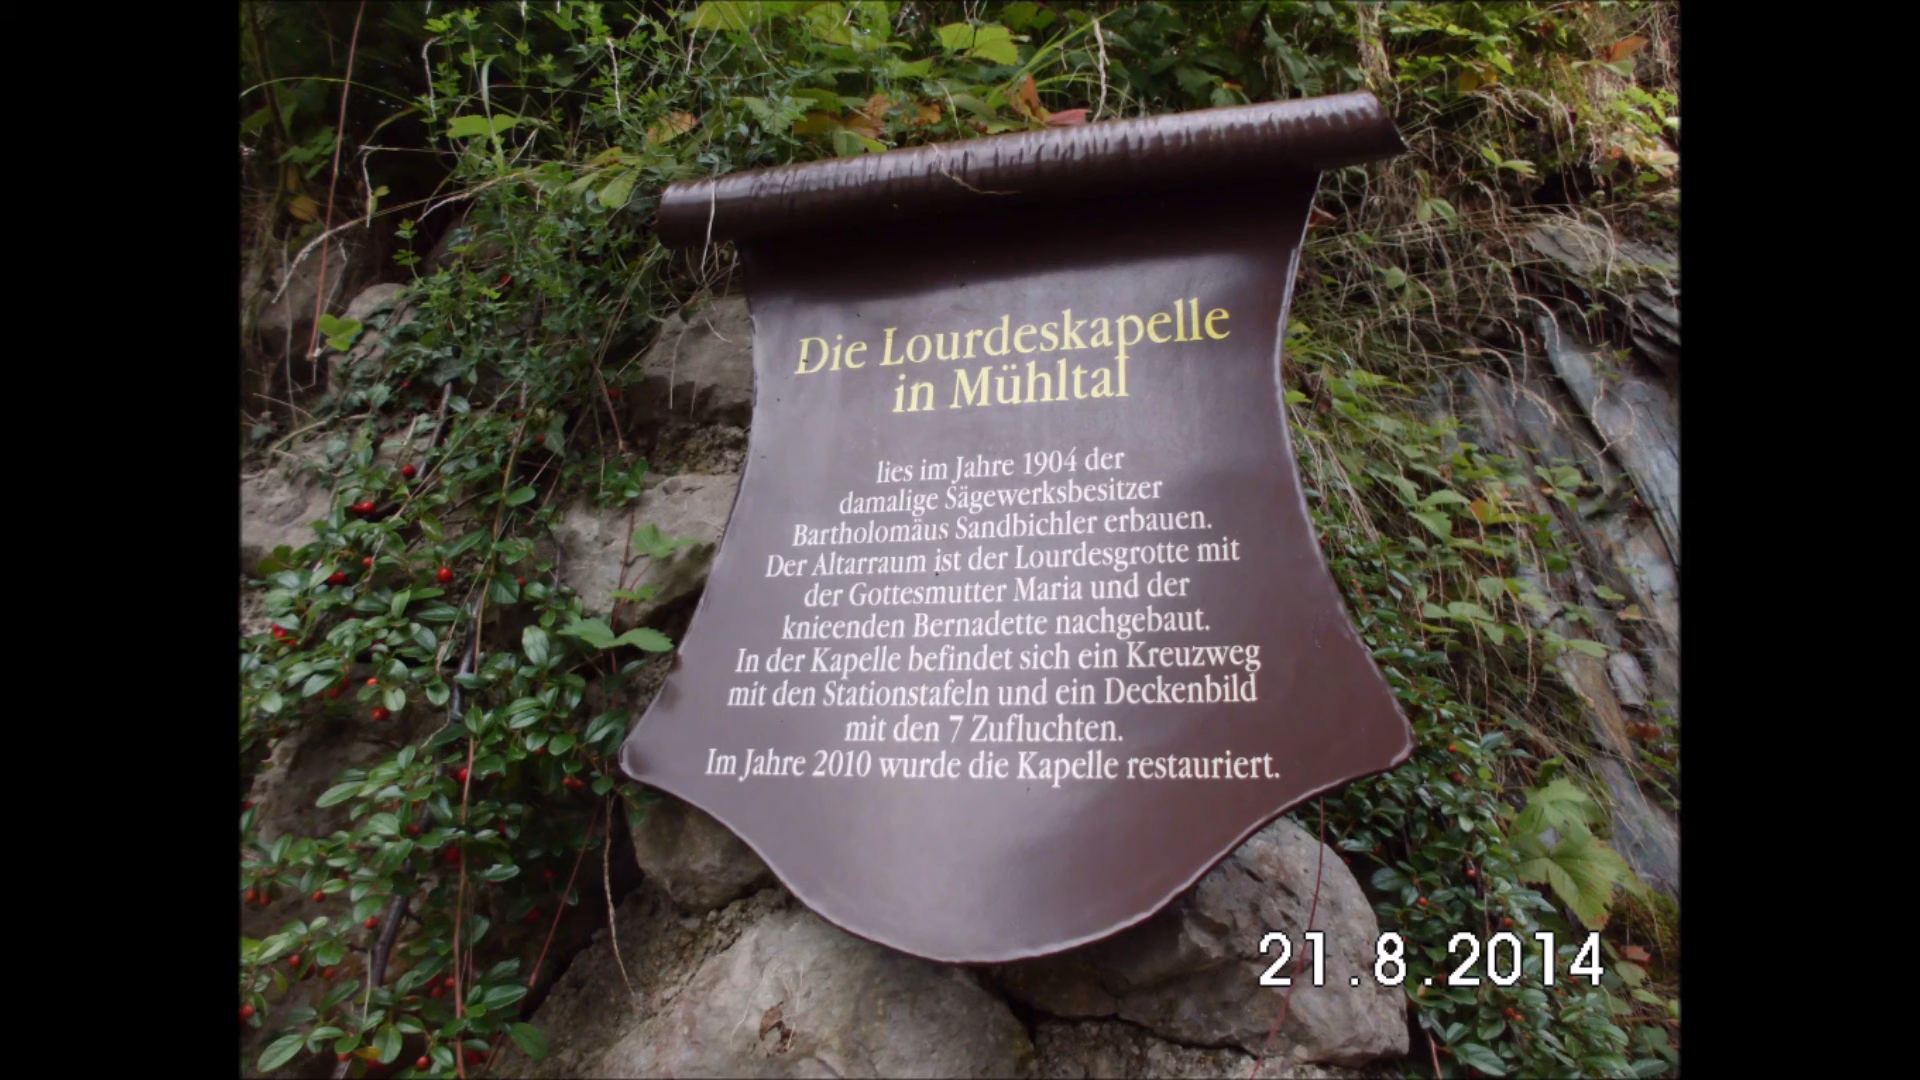 Die Lourdeskapelle
in Mühltal
lies im Jahre 1904 der
damalige Sägewerksbesitzer
Bartholomäus Sandbichler erbauen.
Der Altarraum ist der Lourdesgrotte mit
der Gottesmutter Maria und der
knieenden Bernadette nachgebaut.
In der Kapelle befindet sich ein Kreuzweg
mit den Stationstafeln und ein Deckenbild
mit den 7 Zufluchten.
Im Jahre 2010 wurde die Kapelle restauriert.
21.8.2014